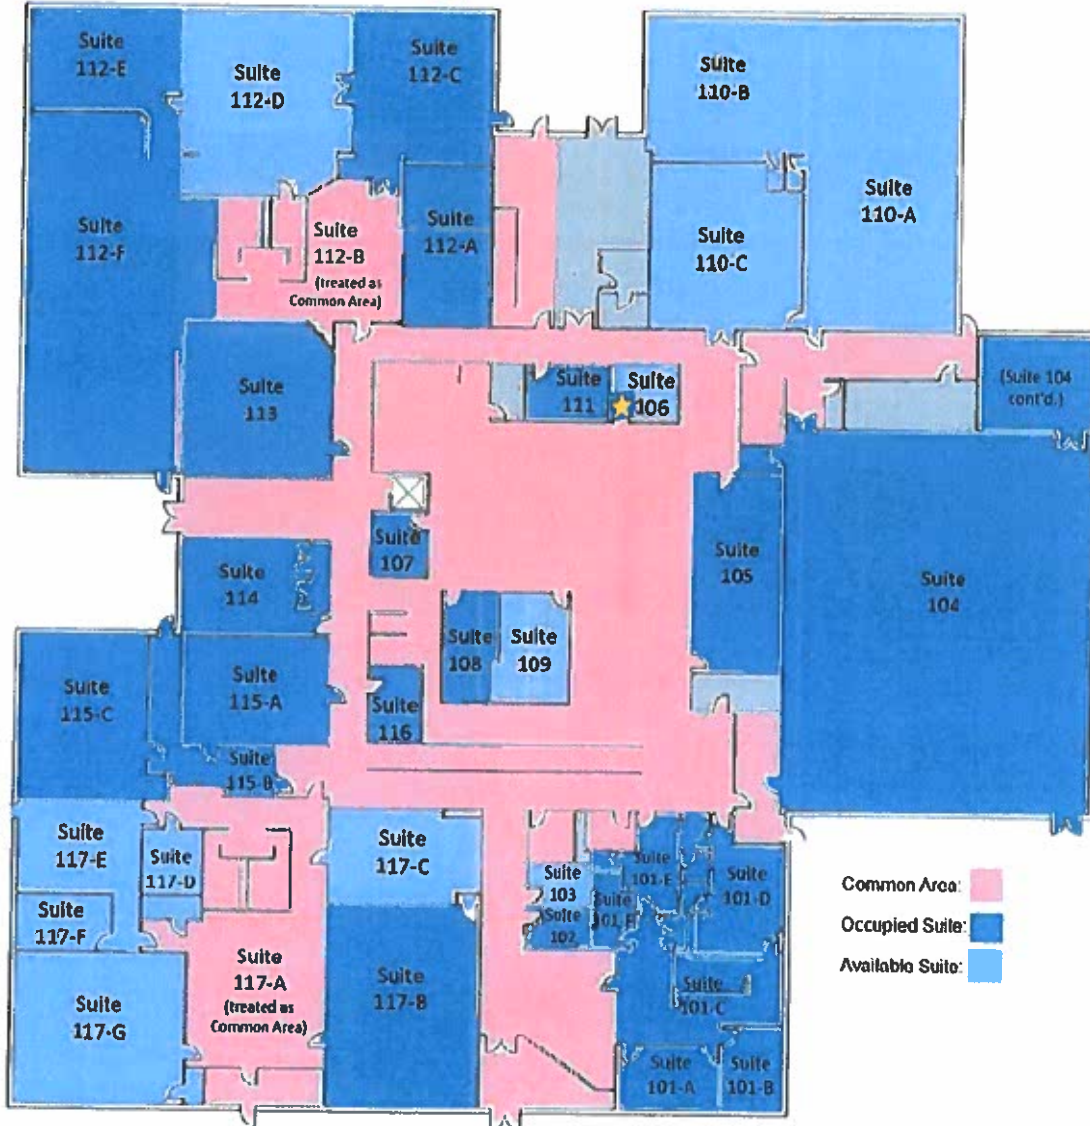 Suite
112-E
Suite
112-D
Suite
112-C
Suite
110-B
Suite
110-A
Suite
112-F
Suite
112-B
(treated as
Common Area)
Suite
112-A
Suite
110-C
Suite
113
Suite
111
Suite
106
(Suite 104
cont'd.)
Suite
107
Suite
114
Suite
105
Suite
104
Suite
108
Suite
109
Suite
115-C
Suite
115-A
Suite
116
Suite
115-B
Suite
117-E
Suite
117-D
Suite
117-C
Suite
103
Suite
101-E
Suite
101-D
Suite
117-F
Suite
102
Suite
101-F
Suite
117-A
(treated as
Common Area)
Suite
117-B
Suite
101-C
Suite
117-G
Suite
101-A
Suite
101-B
Common Area:
Occupied Suite:
Available Suite: